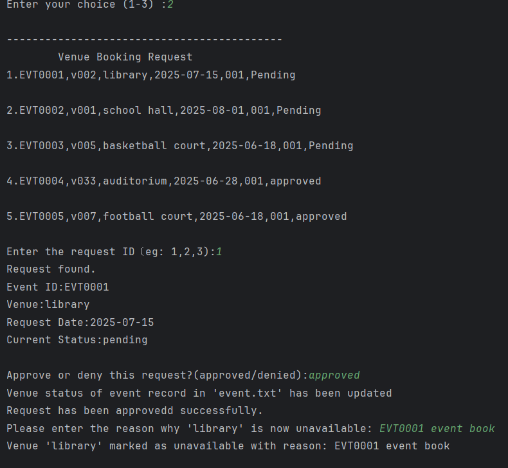 Enter your choice (1-3) :2
-------------------------------------------
Venue Booking Request
1.EVT0001,v002,library,2025-07-15,001,Pending
2.EVT0002,v001,school hall,2025-08-01,001,Pending
3.EVT0003,v005,basketball court,2025-06-18,001,Pending
4.EVT0004,v033,auditorium,2025-06-28,001,approved
5.EVT0005,v007,football court,2025-06-18,001,approved
Enter the request ID（eg: 1,2,3):1
Request found.
Event ID:EVT0001
Venue:library
Request Date:2025-07-15
Current Status:pending
Approve or deny this request?(approved/denied):approved
Venue status of event record in 'event.txt' has been updated
Request has been approvedd successfully.
Please enter the reason why 'library' is now unavailable: EVT0001 event book
Venue 'library' marked as unavailable with reason: EVT0001 event book